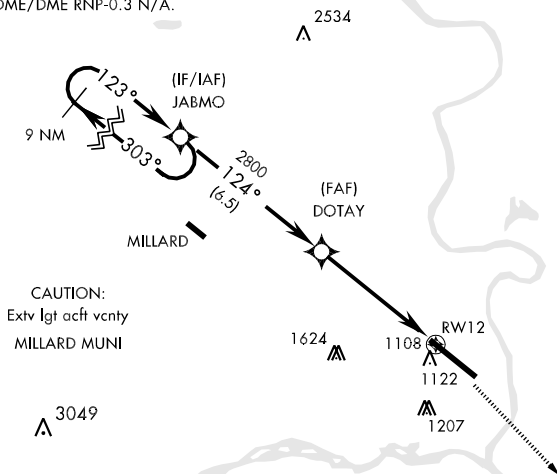 OME/DME RNP-0.3 N/A.
2534
(IF/IAF)
JABMO
123°
9 NM
303°
2800
124°
(6.5)
(FAF)
DOTAY
MILLARD
CAUTION:
Extv lgt acft vcnty
MILLARD MUNI
RW12
1624
1108
1122
3049
1207